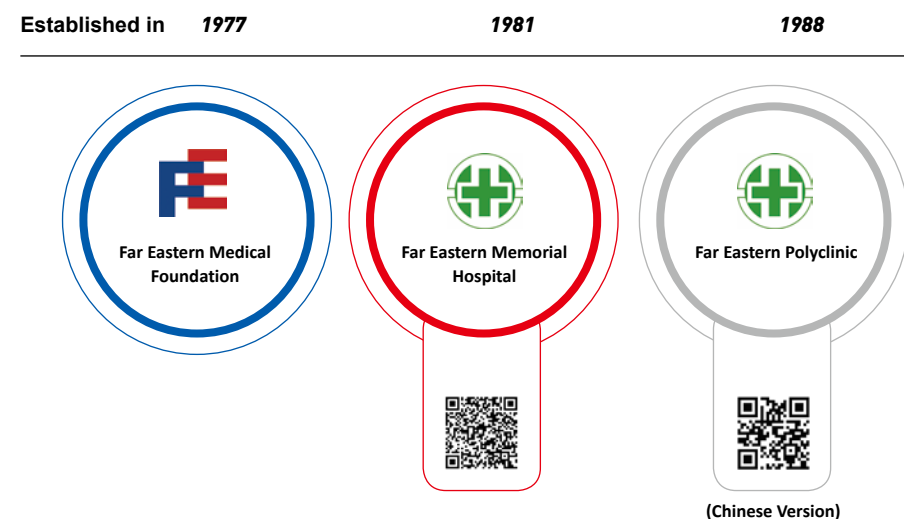 Established in 1977 1981 1988
FE
Far Eastern Medical
Foundation
Far Eastern Memorial
Hospital
Far Eastern Polyclinic
(Chinese Version)